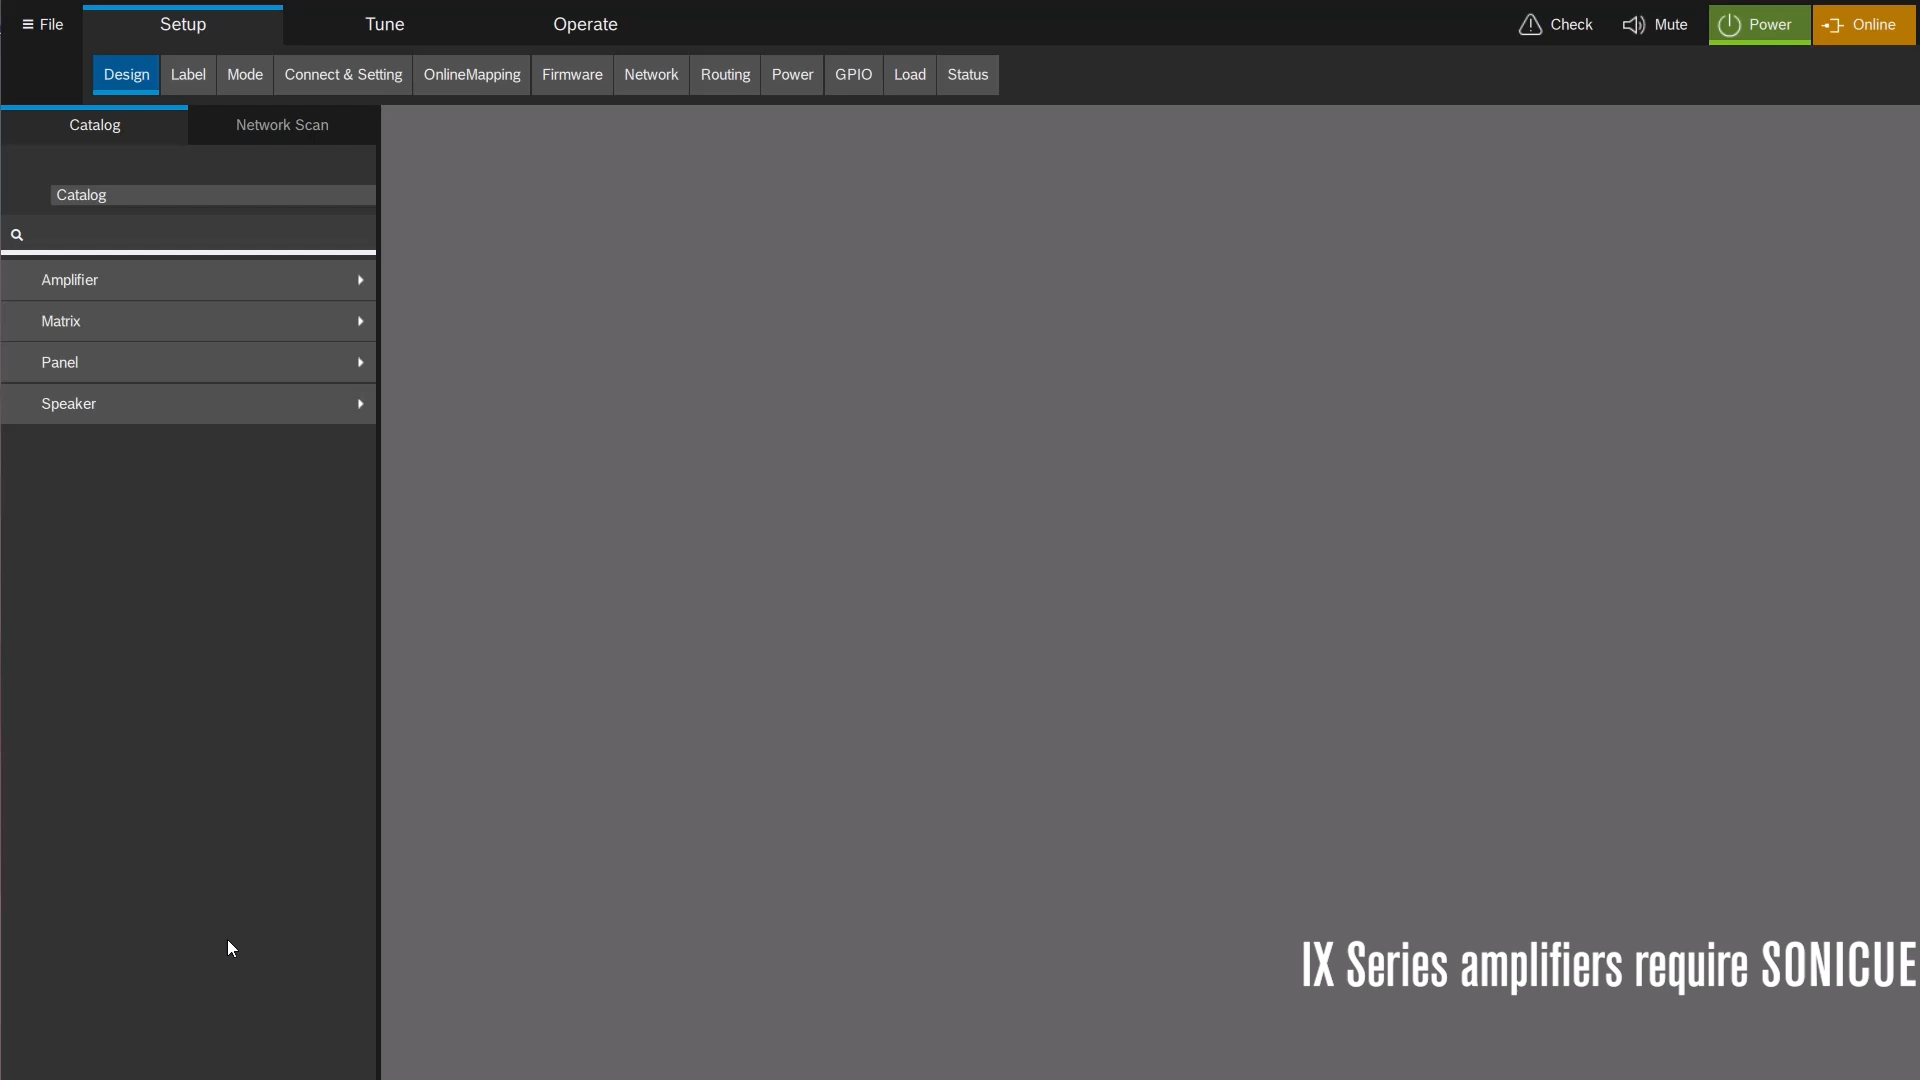 File Setup Tune Operate Check Mute Power Online
Design Label Mode Connect & Setting OnlineMapping Firmware Network Routing Power GPIO Load Status
Catalog Network Scan
Catalog
Amplifier
Matrix
Panel
Speaker
IX Series amplifiers require SONICUE